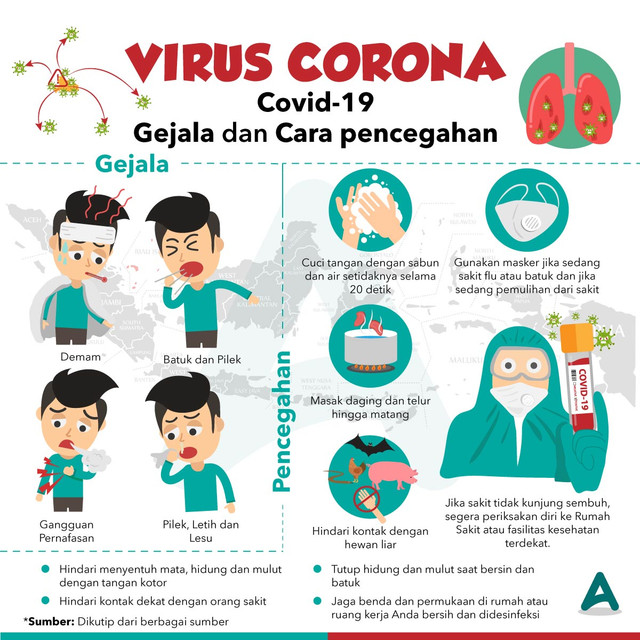 VIRUS CORONA
Covid-19
Gejala dan Cara pencegahan
Gejala
Demam
Batuk dan Pilek
Gangguan
Pernafasan
Pilek, Letih dan
Lesu
Pencegahan
Cuci tangan dengan sabun
dan air setidaknya selama
20 detik
Gunakan masker jika sedang
sakit flu atau batuk dan jika
sedang pemulihan dari sakit
Masak daging dan telur
hingga matang
COVID-19
Hindari kontak dengan
hewan liar
Jika sakit tidak kunjung sembuh,
segera periksakan diri ke Rumah
Sakit atau fasilitas kesehatan
terdekat.
Hindari menyentuh mata, hidung dan mulut
dengan tangan kotor
Hindari kontak dekat dengan orang sakit
Tutup hidung dan mulut saat bersin dan
batuk
Jaga benda dan permukaan di rumah atau
ruang kerja Anda bersih dan didesinfeksi
*Sumber: Dikutip dari berbagai sumber
A
ACEH
JAMBI
MALUKU